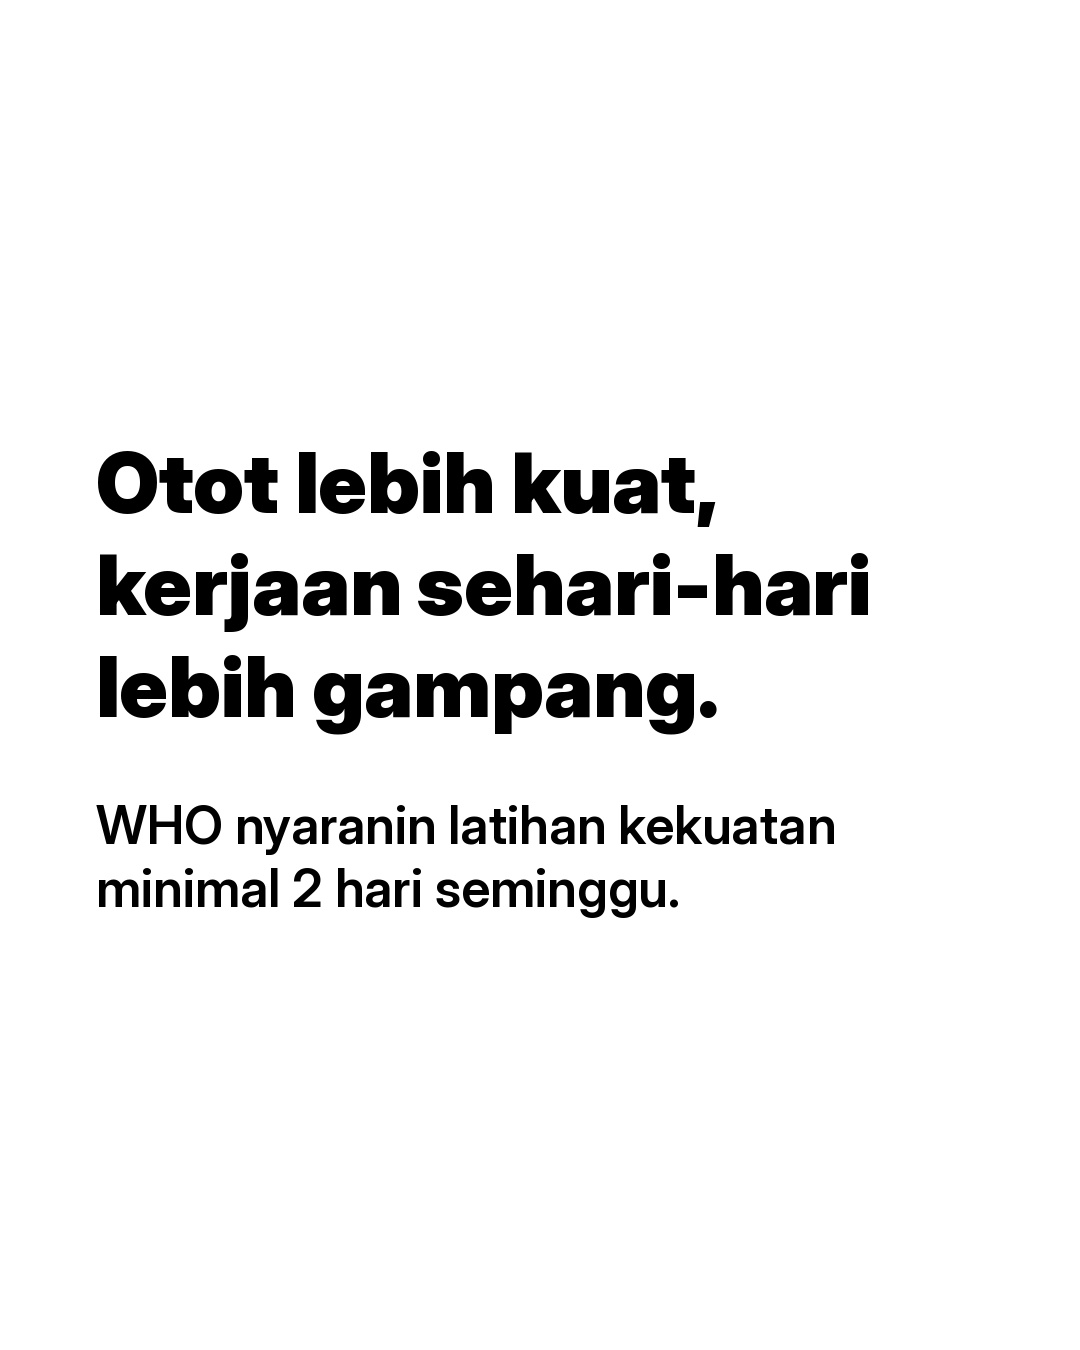 Otot lebih kuat,
kerjaan sehari-hari
lebih gampang.
WHO nyaranin latihan kekuatan
minimal 2 hari seminggu.